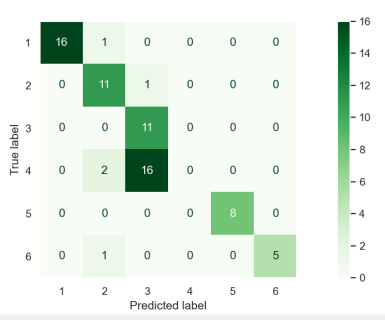 16
1 16 1 0 0 0 0
14
2 0 11 1 0 0 0
12
10
3 0 0 11 0 0 0
8
True label
4 0 2 16 0 0 0
6
5 0 0 0 0 8 0
4
2
6 0 1 0 0 0 5
0
1 2 3 4 5 6
Predicted label